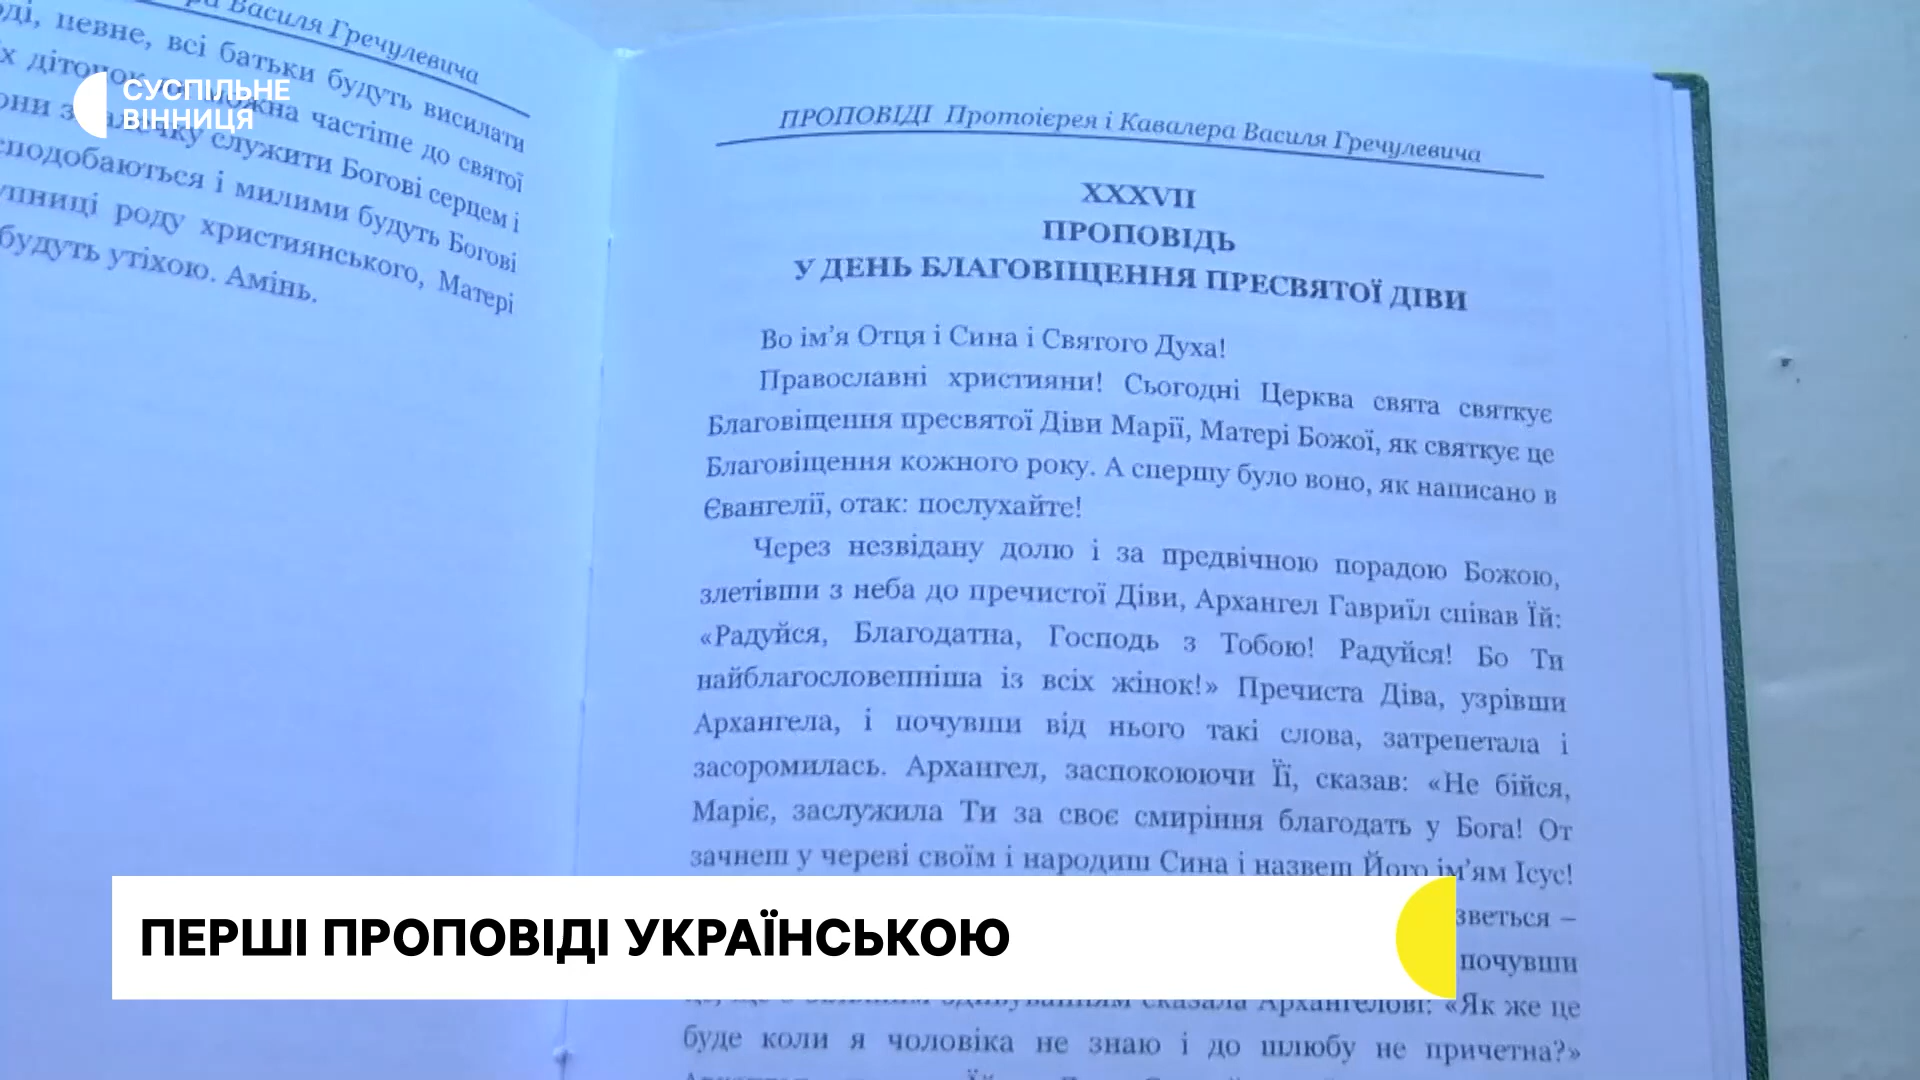 СУСПІЛЬНЕ
ВІННИЦЯ
Василя Гречулевича
певне, всі батьки будуть висилати
можна частіше до святої
служити Богові серцем і
і милими будуть Богові
роду християнського, Матері
будуть утіхою. Амінь.
ПРОПОВІДІ Протоієрея і Кавалера Василя Гречулевича
XXXVII
ПРОПОВІДЬ
У ДЕНЬ БЛАГОВІЩЕННЯ ПРЕСВЯТОЇ ДІВИ
Во ім’я Отця і Сина і Святого Духа!
Православні християни! Сьогодні Церква свята святкує
Благовіщення пресвятої Діви Марії, Матері Божої, як святкує це
Благовіщення кожного року. А спершу було воно, як написано в
Євангелії, отак: послухайте!
Через незвідану долю і за предвічною порадою Божою,
злетівши з неба до пречистої Діви, Архангел Гавриїл співав Їй:
«Радуйся, Благодатна, Господь з Тобою! Радуйся! Бо Ти
найблагословенніша із всіх жінок!» Пречиста Діва, узрівши
Архангела, і почувши від нього такі слова, затрепетала і
засоромилась. Архангел, заспокоюючи Її, сказав: «Не бійся,
Маріє, заслужила Ти за своє смиріння благодать у Бога! От
зачнеш у череві своїм і народиш Сина і назвеш Його ім’ям Ісус!
зветься –
почувши
сказала Архангелові: «Як же це
буде коли я чоловіка не знаю і до шлюбу не причетна?»
ПЕРШІ ПРОПОВІДІ УКРАЇНСЬКОЮ